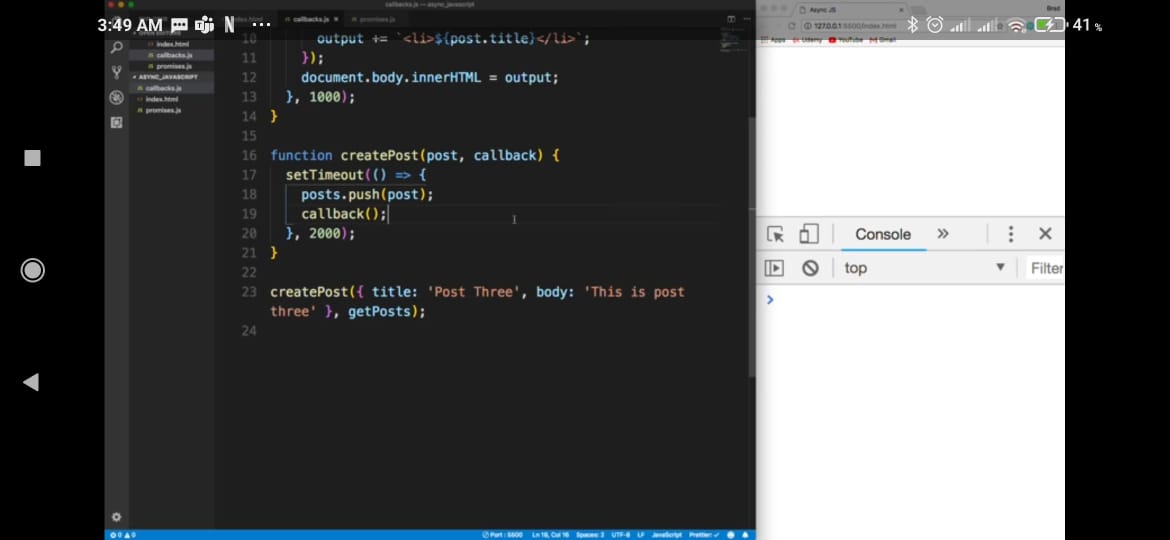 callbacks.js — async_javascript
3:49 AM
41 %
callbacks.js
promises.js
index.html
callbacks.js
promises.js
ASYNC_JAVASCRIPT
callbacks.js
index.html
promises.js
10 output += `<li>${post.title}</li>`;
11 });
12 document.body.innerHTML = output;
13 }, 1000);
14 }
15
16 function createPost(post, callback) {
17 setTimeout(() => {
18 posts.push(post);
19 callback();
20 }, 2000);
21 }
22
23 createPost({ title: 'Post Three', body: 'This is post
three' }, getPosts);
24
Async JS
Brad
127.0.0.1:5500/index.html
Apps Udemy YouTube Gmail
Console
top
Filter
Port : 5500 Ln 19, Col 16 Spaces: 2 UTF-8 LF JavaScript Prettier: ✓